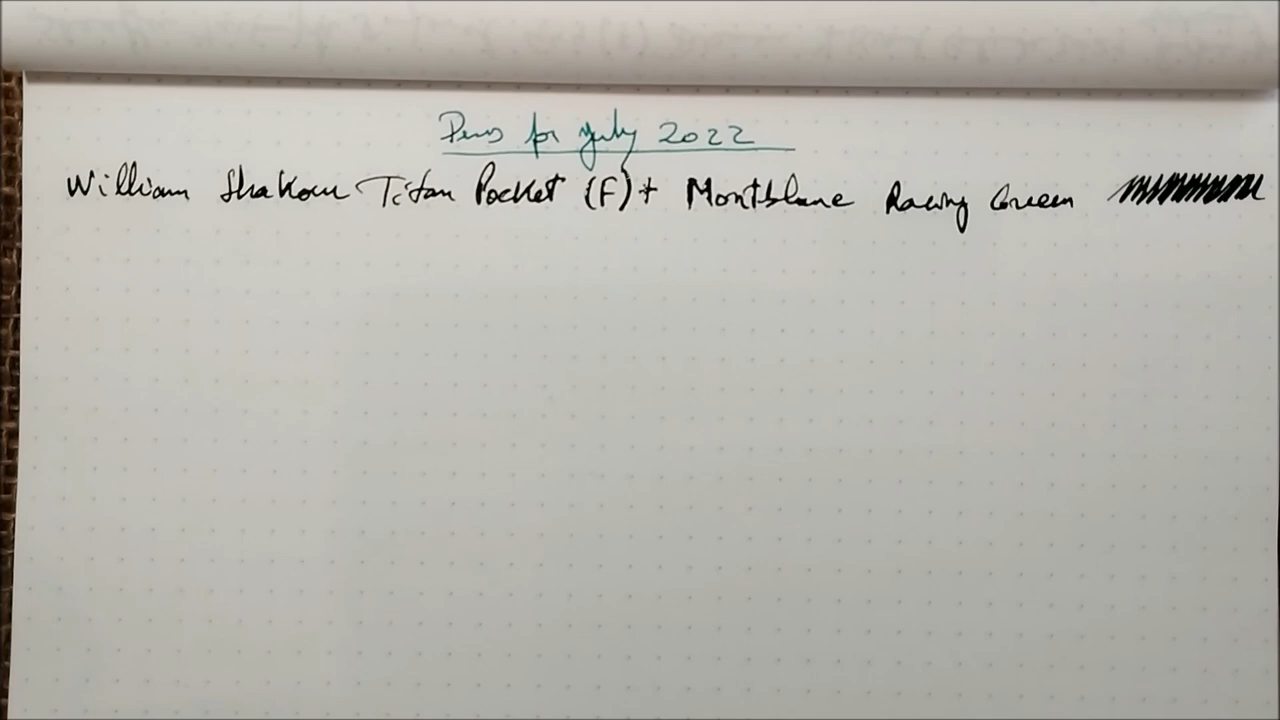 Pens for July 2022
William Shakour Titan Pocket (F) + Montblanc Racing Green